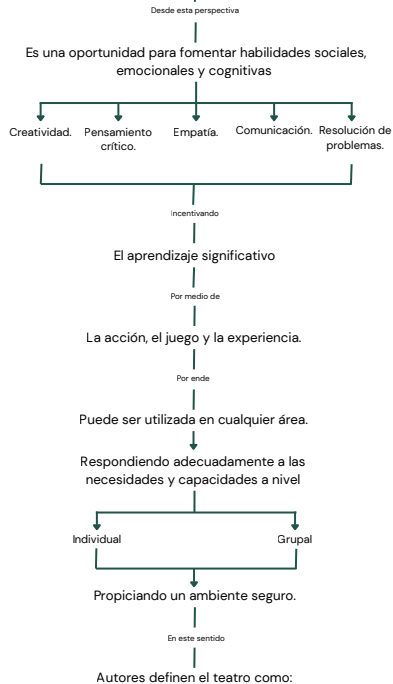 Desde esta perspectiva
Es una oportunidad para fomentar habilidades sociales,
emocionales y cognitivas
Creatividad.
Pensamiento
crítico.
Empatía.
Comunicación.
Resolución de
problemas.
Incentivando
El aprendizaje significativo
Por medio de
La acción, el juego y la experiencia.
Por ende
Puede ser utilizada en cualquier área.
Respondiendo adecuadamente a las
necesidades y capacidades a nivel
Individual
Grupal
Propiciando un ambiente seguro.
En este sentido
Autores definen el teatro como: